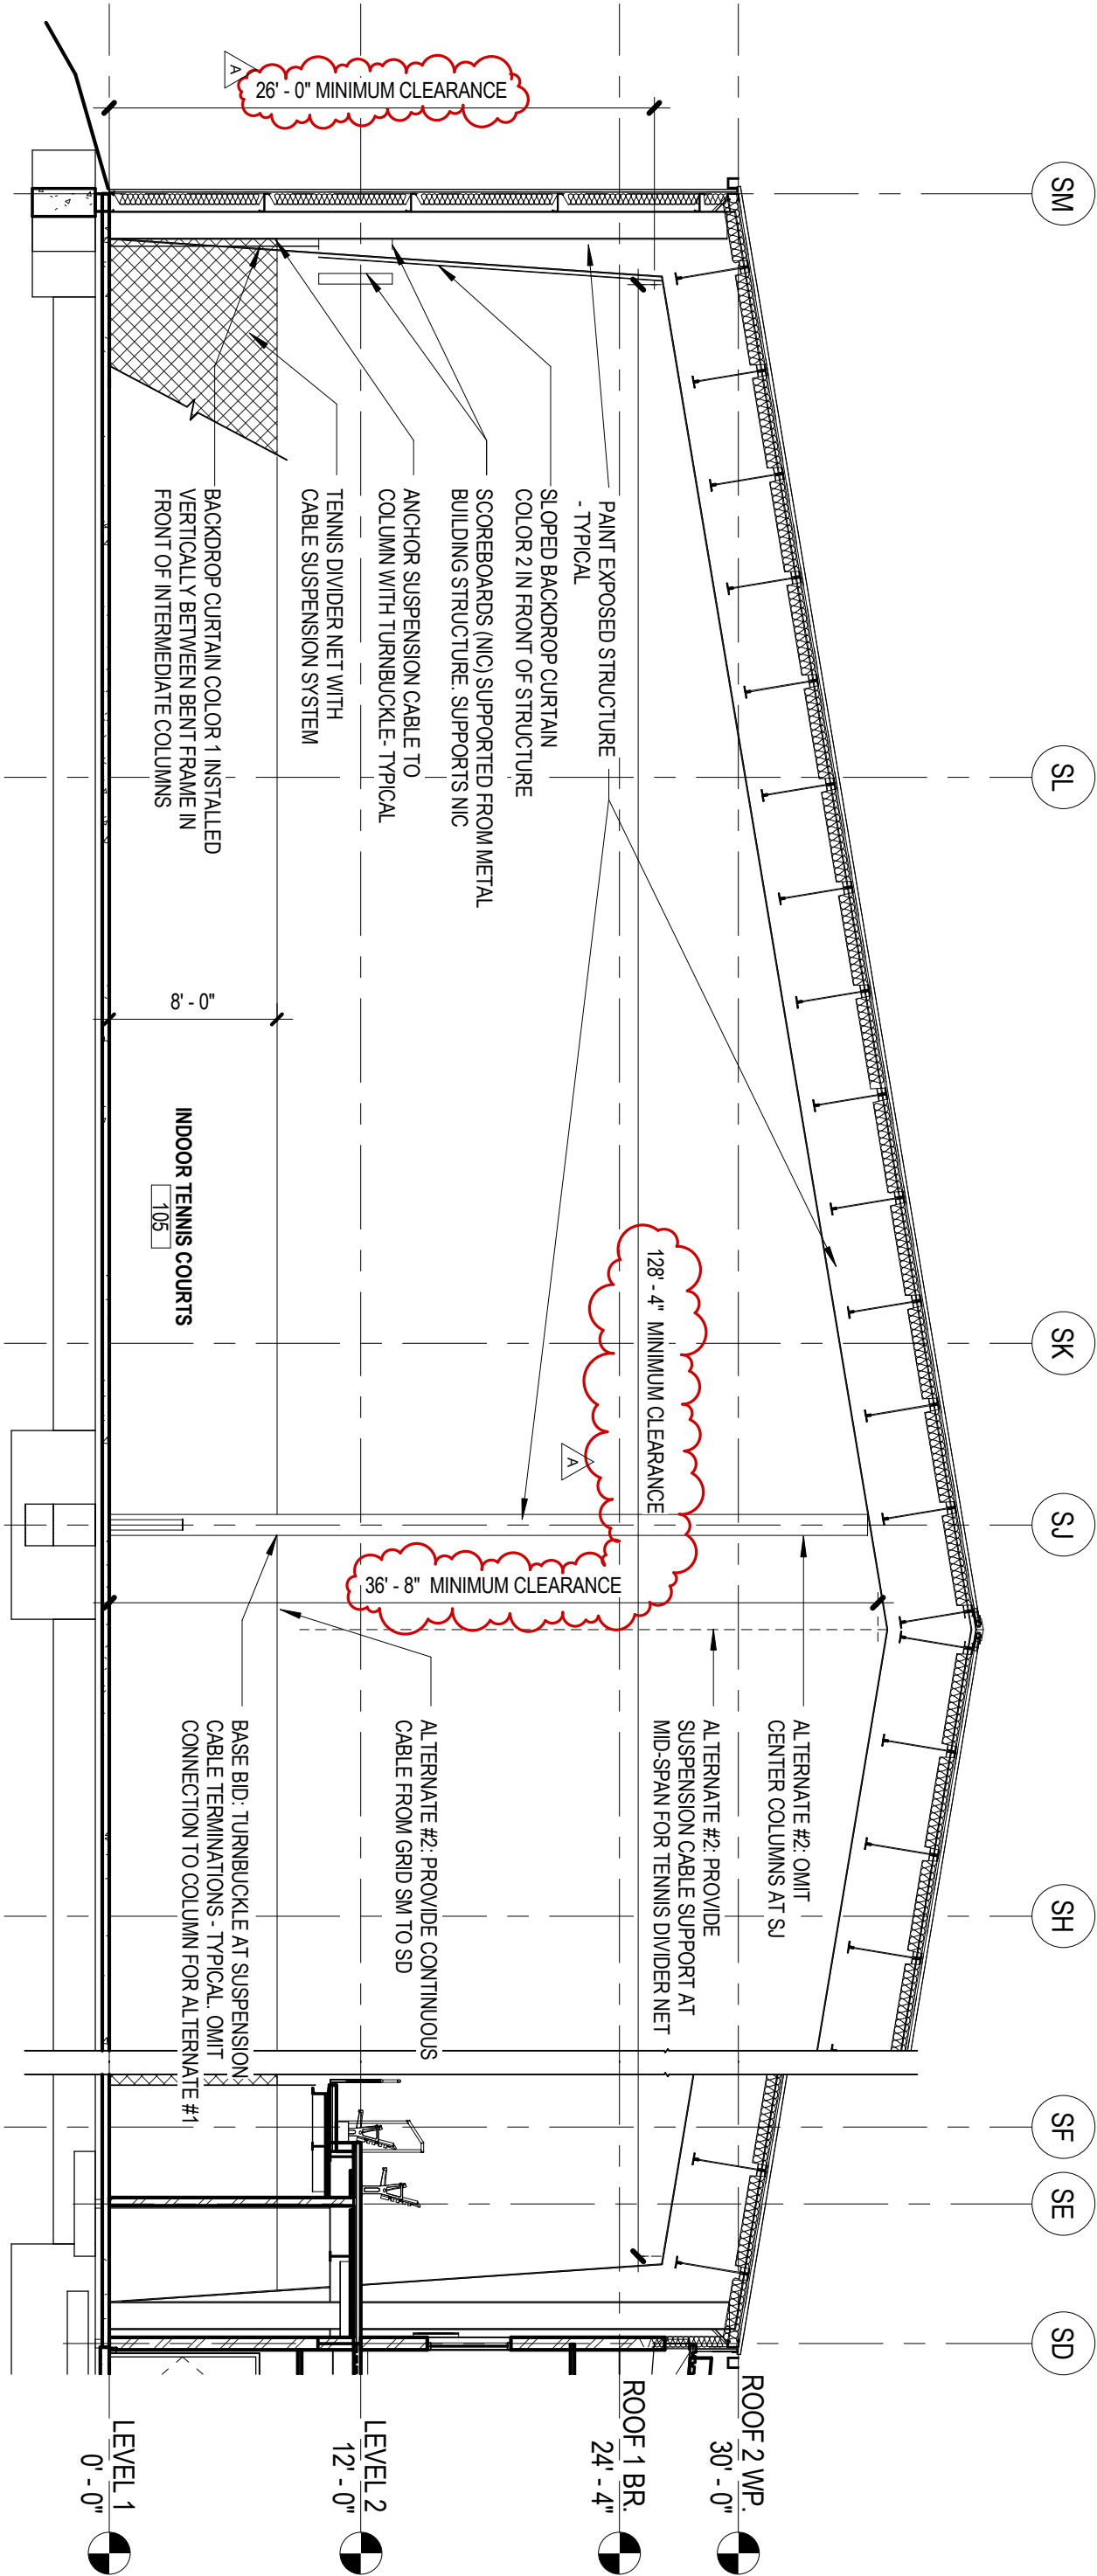 SM
SL
SK
SJ
SH
SF
SE
SD
26' - 0" MINIMUM CLEARANCE
A
PAINT EXPOSED STRUCTURE
- TYPICAL
SLOPED BACKDROP CURTAIN
COLOR 2 IN FRONT OF STRUCTURE
SCOREBOARDS (NIC) SUPPORTED FROM METAL
BUILDING STRUCTURE. SUPPORTS NIC
ANCHOR SUSPENSION CABLE TO
COLUMN WITH TURNBUCKLE- TYPICAL
TENNIS DIVIDER NET WITH
CABLE SUSPENSION SYSTEM
BACKDROP CURTAIN COLOR 1 INSTALLED
VERTICALLY BETWEEN BENT FRAME IN
FRONT OF INTERMEDIATE COLUMNS
8' - 0"
INDOOR TENNIS COURTS
105
128' - 4" MINIMUM CLEARANCE
A
36' - 8" MINIMUM CLEARANCE
ALTERNATE #2: OMIT
CENTER COLUMNS AT SJ
ALTERNATE #2: PROVIDE
SUSPENSION CABLE SUPPORT AT
MID-SPAN FOR TENNIS DIVIDER NET
ALTERNATE #2: PROVIDE CONTINUOUS
CABLE FROM GRID SM TO SD
BASE BID: TURNBUCKLE AT SUSPENSION
CABLE TERMINATIONS - TYPICAL. OMIT
CONNECTION TO COLUMN FOR ALTERNATE #1
ROOF 2 WP.
30' - 0"
ROOF 1 BR.
24' - 4"
LEVEL 2
12' - 0"
LEVEL 1
0' - 0"